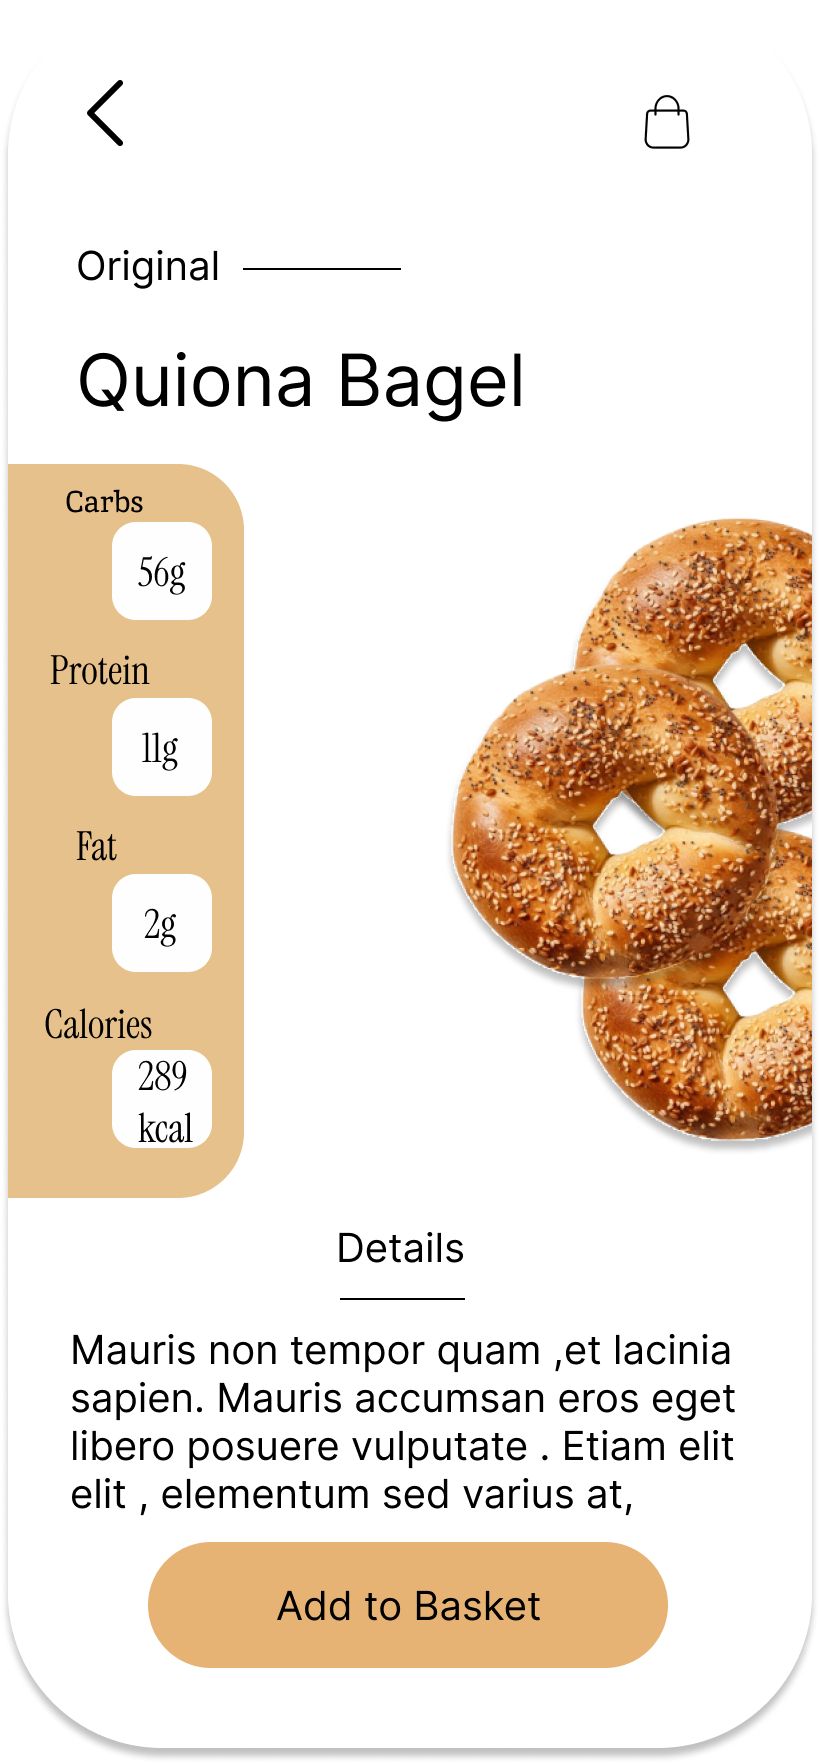 Original
Quiona Bagel
Carbs
56g
Protein
11g
Fat
2g
Calories
289
kcal
Details
Mauris non tempor quam ,et lacinia
sapien. Mauris accumsan eros eget
libero posuere vulputate . Etiam elit
elit , elementum sed varius at,
Add to Basket